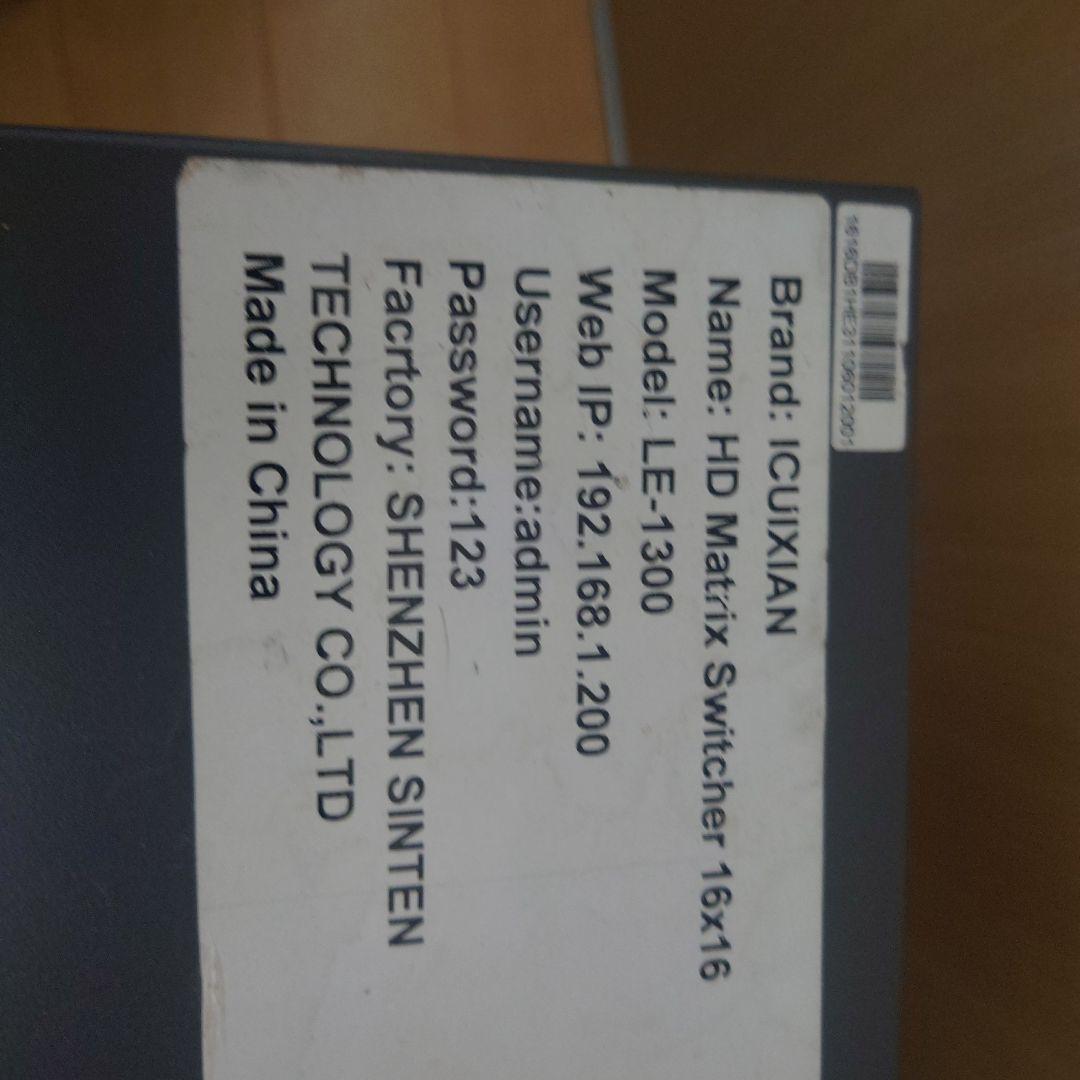 Brand: ICUIXIAN
Name: HD Matrix Switcher 16x16
Model: LE-1300
Web IP: 192.168.1.200
Username:admin
Password:123
Facrtory: SHENZHEN SINTEN
TECHNOLOGY CO.,LTD
Made in China